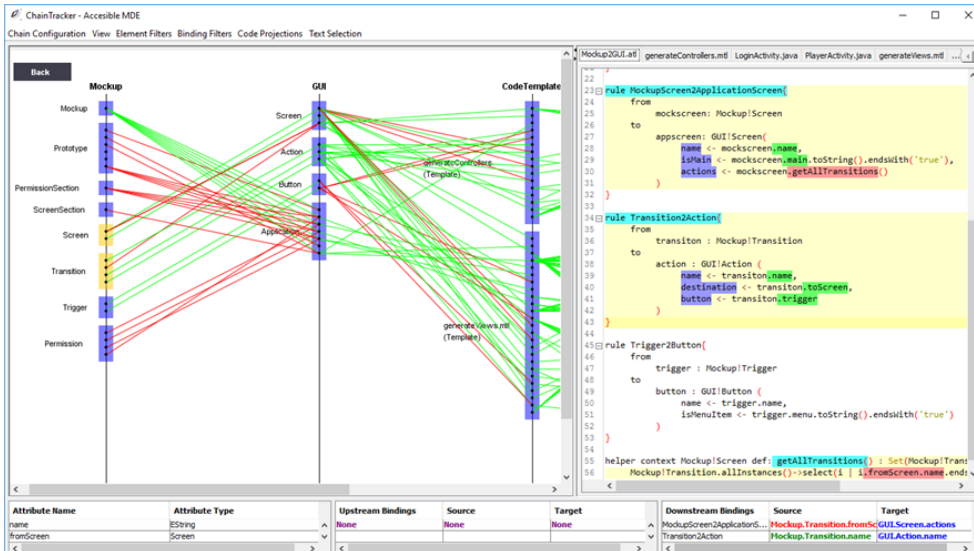 ChainTracker - Accesible MDE
Chain Configuration View Element Filters Binding Filters Code Projections Text Selection
Back
Mockup
GUI
CodeTemplate
Mockup
Prototype
PermissionSection
ScreenSection
Screen
Transition
Trigger
Permission
Screen
Action
Button
Application
generateControllers.
(Template)
generateViews.mtl
(Template)
Mockup2GUI.atl generateControllers.mtl LoginActivity.java PlayerActivity.java generateViews.mtl ...
22
23 rule MockupScreen2ApplicationScreen{
24 from
25 mockscreen: Mockup!Screen
26 to
27 appscreen: GUI!Screen(
28 name <- mockscreen.name,
29 isMain <- mockscreen.main.toString().endsWith('true'),
30 actions <- mockscreen.getAllTransitions()
31 )
32 }
33
34 rule Transition2Action{
35 from
36 transiton : Mockup!Transition
37 to
38 action : GUI!Action (
39 name <- transiton.name,
40 destination <- transiton.toScreen,
41 button <- transiton.trigger
42 )
43 }
44
45 rule Trigger2Button{
46 from
47 trigger : Mockup!Trigger
48 to
49 button : GUI!Button (
50 name <- trigger.name,
51 isMenuItem <- trigger.menu.toString().endsWith('true')
52 )
53 }
54
55 helper context Mockup!Screen def: getAllTransitions() : Set(Mockup!Trans
56 Mockup!Transition.allInstances()->select(i | i.fromScreen.name.ends
Attribute Name Attribute Type
name EString
fromScreen Screen
Upstream Bindings Source Target
None None None
Downstream Bindings Source Target
MockupScreen2ApplicationS... Mockup.Transition.fromSc GUI.Screen.actions
Transition2Action Mockup.Transition.name GUI.Action.name